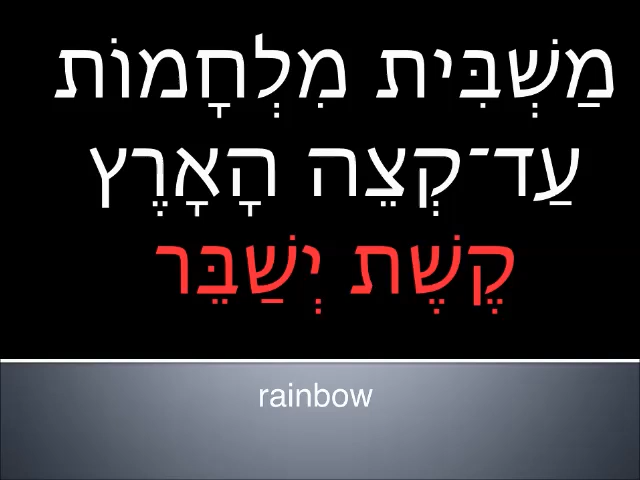 מַשְׁבִּית מִלְחָמוֹת
עַד־קְצֵה הָאָרֶץ
קֶשֶׁת יְשַׁבֵּר
rainbow